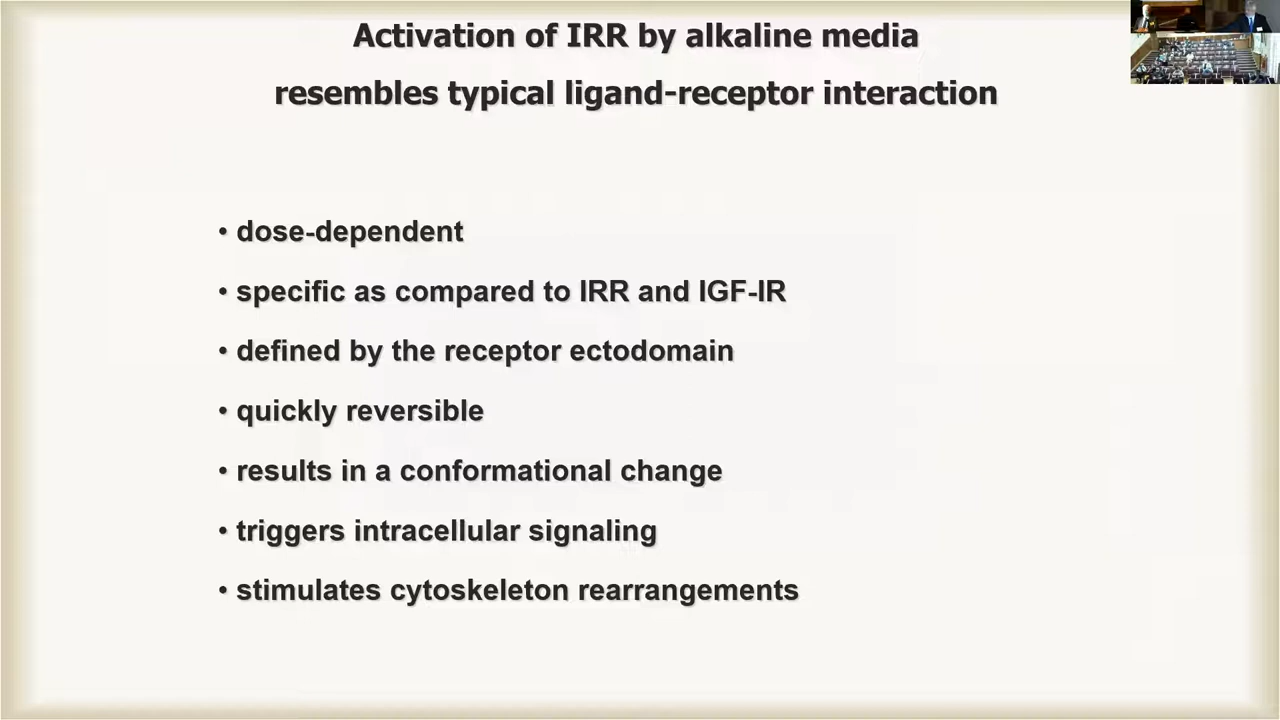 Activation of IRR by alkaline media
resembles typical ligand-receptor interaction
• dose-dependent
• specific as compared to IRR and IGF-IR
• defined by the receptor ectodomain
• quickly reversible
• results in a conformational change
• triggers intracellular signaling
• stimulates cytoskeleton rearrangements